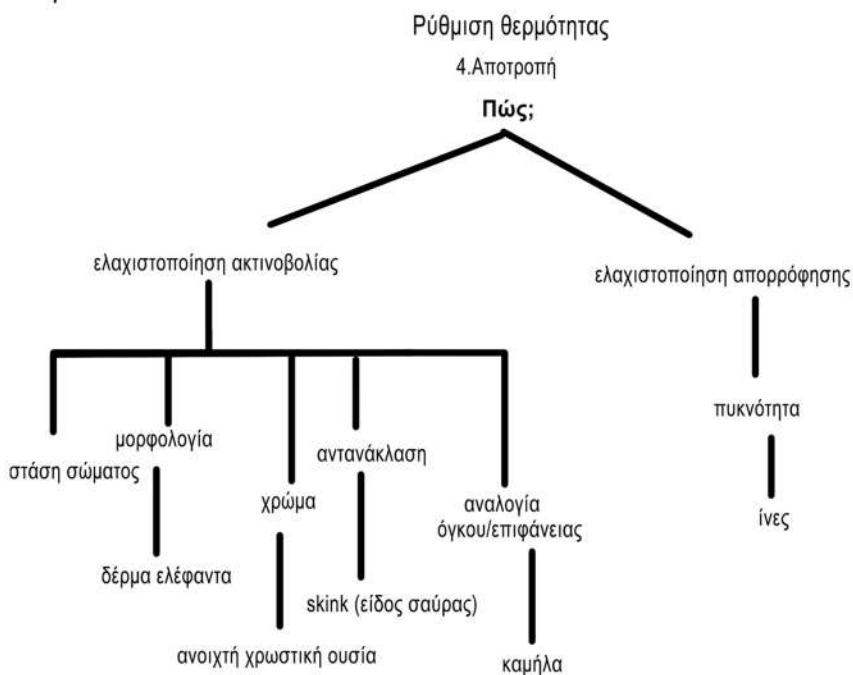 Ρύθμιση θερμότητας
4.Αποτροπή
Πώς;
ελαχιστοποίηση ακτινοβολίας
ελαχιστοποίηση απορρόφησης
στάση σώματος
μορφολογία
δέρμα ελέφαντα
χρώμα
ανοιχτή χρωστική ουσία
αντανάκλαση
skink (είδος σαύρας)
αναλογία
όγκου/επιφάνειας
καμήλα
πυκνότητα
ίνες